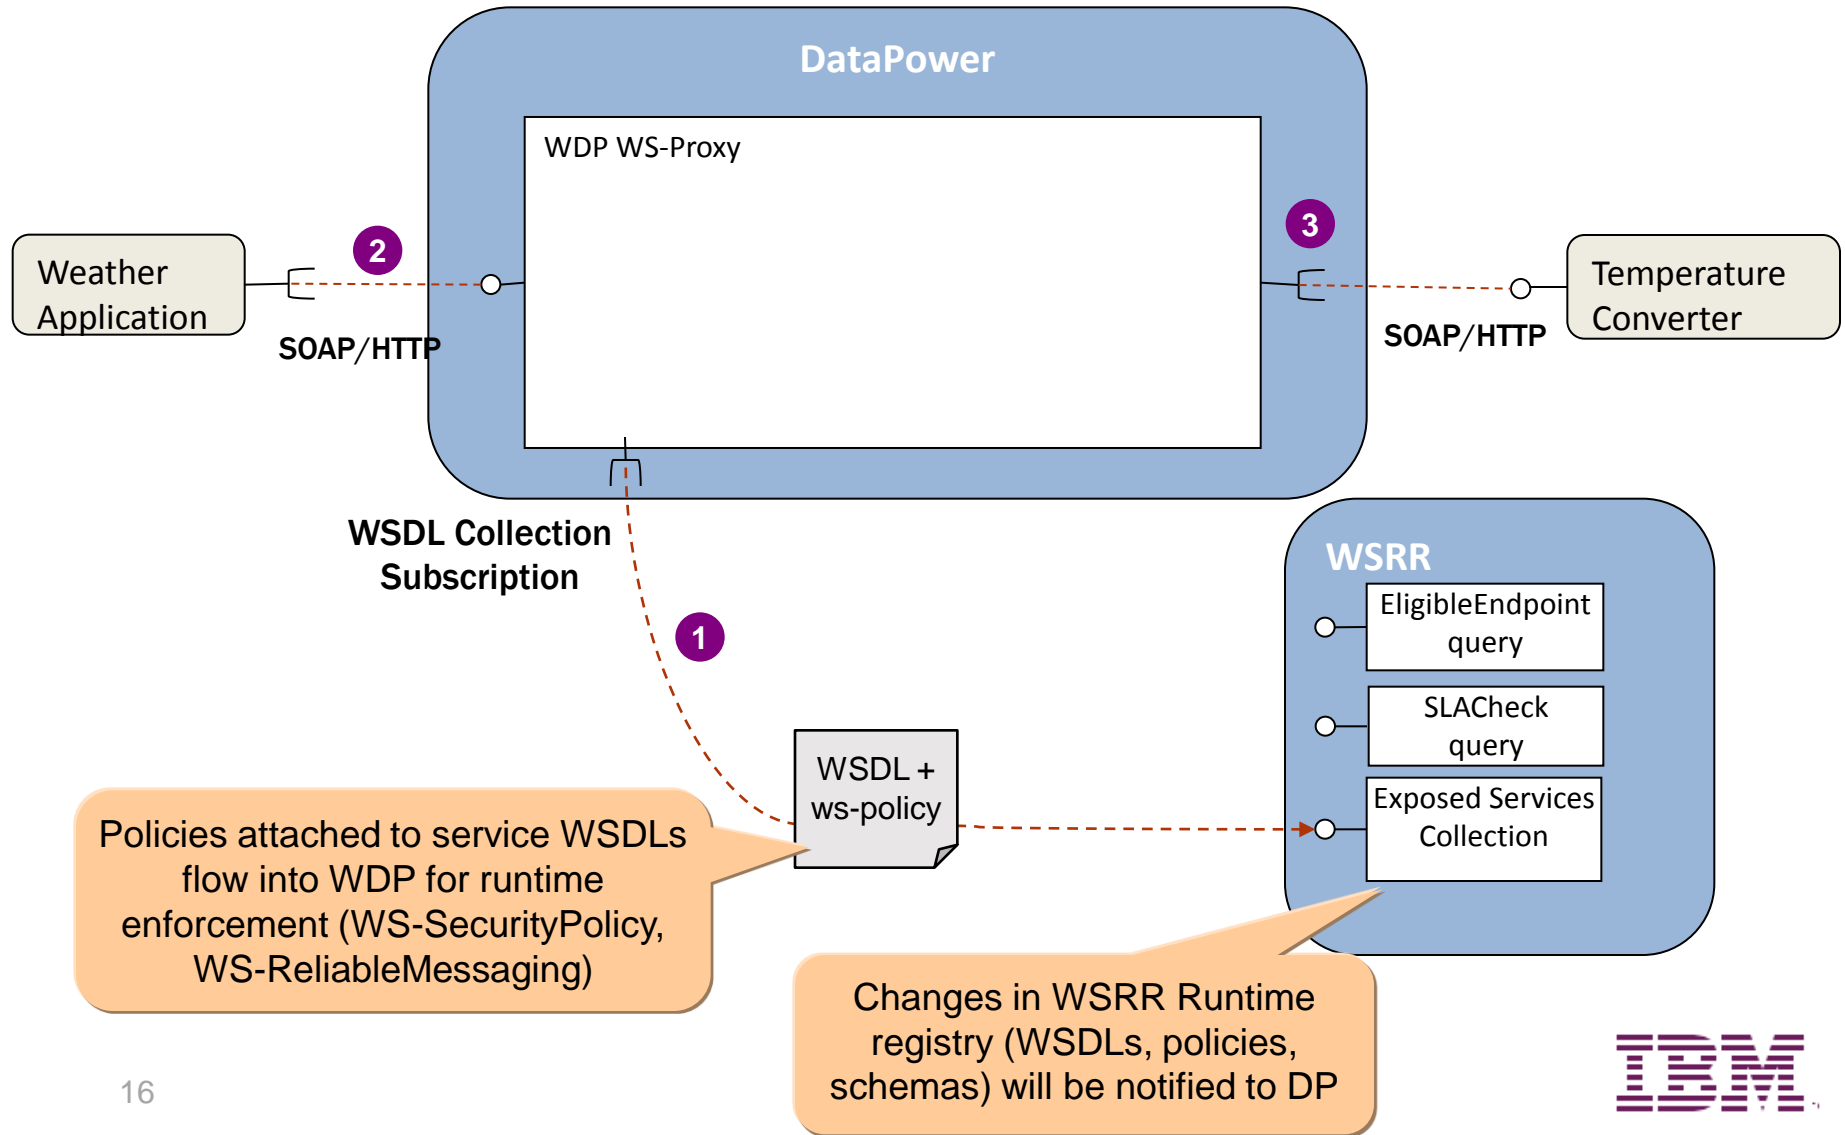 DataPower
WDP WS-Proxy
2
3
Weather
Application
Temperature
Converter
SOAP/HTTP
SOAP/HTTP
WSDL Collection
Subscription
1
WSRR
EligibleEndpoint
query
SLACheck
query
Exposed Services
Collection
WSDL +
ws-policy
Policies attached to service WSDLs
flow into WDP for runtime
enforcement (WS-SecurityPolicy,
WS-ReliableMessaging)
Changes in WSRR Runtime
registry (WSDLs, policies,
schemas) will be notified to DP
16
IBM